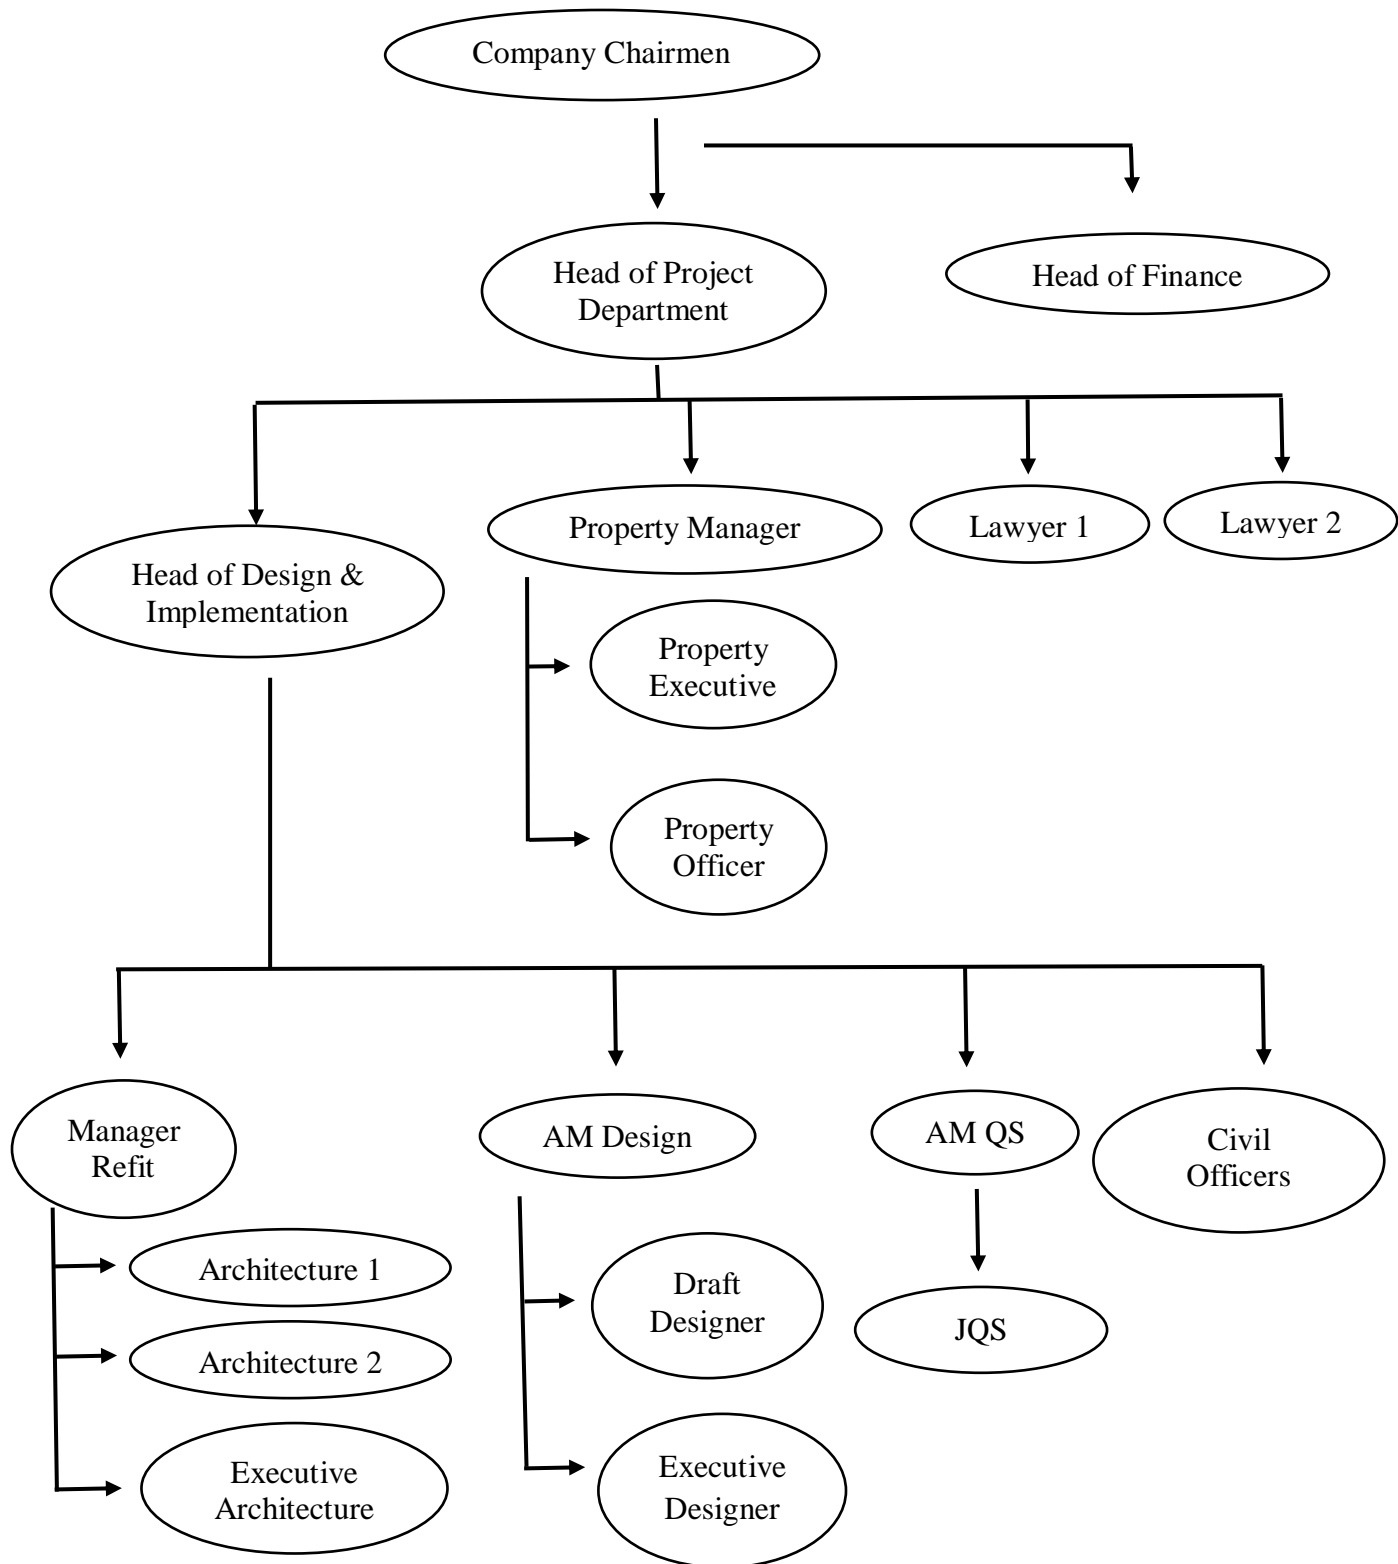 Company Chairmen
Head of Project
Department
Head of Finance
Head of Design &
Implementation
Property Manager
Lawyer 1
Lawyer 2
Property
Executive
Property
Officer
Manager
Refit
AM Design
AM QS
Civil
Officers
Architecture 1
Architecture 2
Executive
Architecture
Draft
Designer
Executive
Designer
JQS